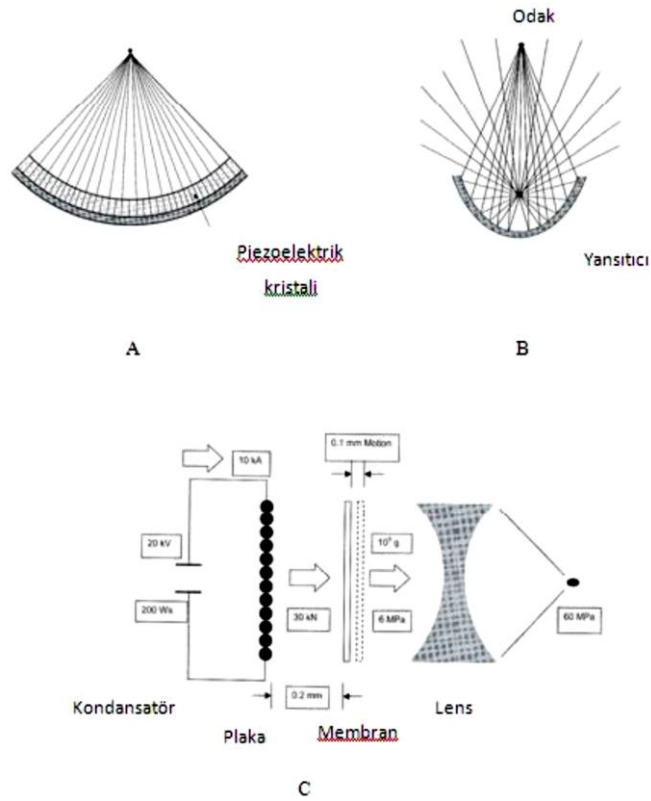 Odak
Piezoelektrik
kristali
Yansıtıcı
A
B
0.1 mm Motion
10 kA
20 kV
10⁵ g
200 Ws
30 kN
6 MPa
60 MPa
0.2 mm
Kondansatör
Lens
Plaka
Membran
C